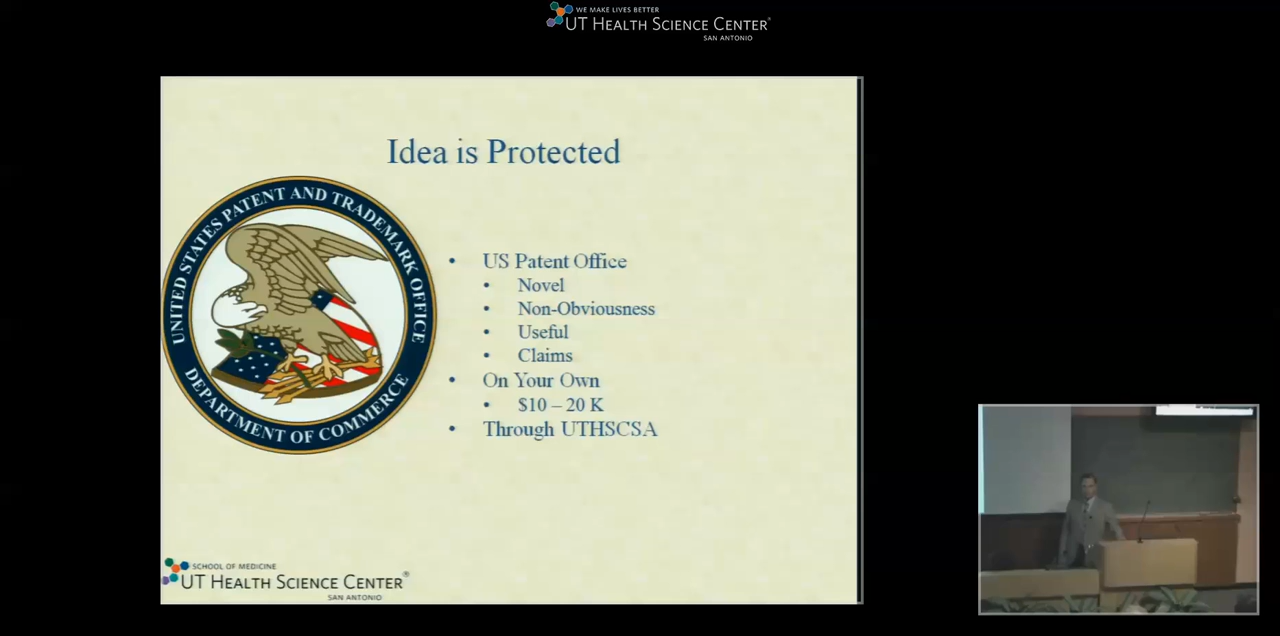 WE MAKE LIVES BETTER
UT HEALTH SCIENCE CENTER®
SAN ANTONIO
Idea is Protected
UNITED STATES PATENT AND TRADEMARK OFFICE
DEPARTMENT OF COMMERCE
• US Patent Office
• Novel
• Non-Obviousness
• Useful
• Claims
• On Your Own
• $10 – 20 K
• Through UTHSCSA
SCHOOL OF MEDICINE
UT HEALTH SCIENCE CENTER®
SAN ANTONIO